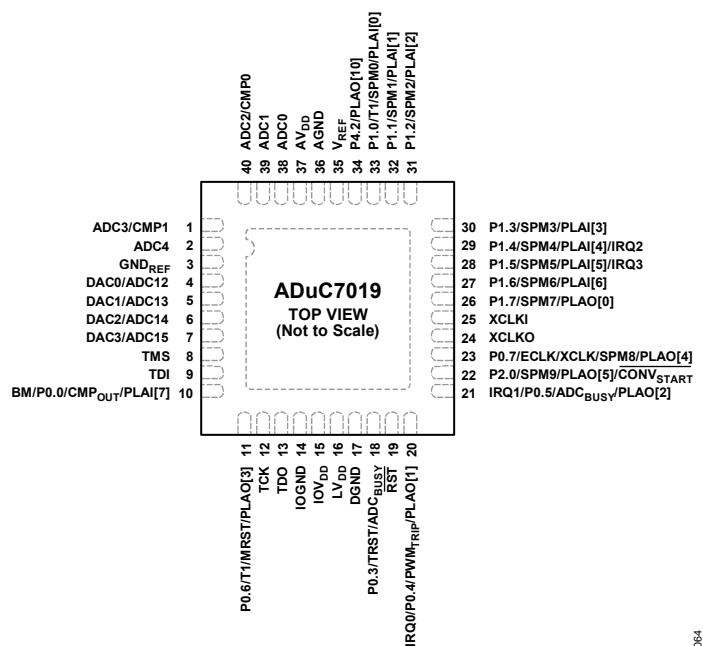 40 ADC2/CMP0
39 ADC1
38 ADC0
37 AVDD
36 AGND
35 VREF
34 P4.2/PLAO[10]
33 P1.0/T1/SPM0/PLAI[0]
32 P1.1/SPM1/PLAI[1]
31 P1.2/SPM2/PLAI[2]
ADC3/CMP1 1
ADC4 2
GNDREF 3
DAC0/ADC12 4
DAC1/ADC13 5
DAC2/ADC14 6
DAC3/ADC15 7
TMS 8
TDI 9
BM/P0.0/CMPOUT/PLAI[7] 10
ADuC7019
TOP VIEW
(Not to Scale)
30 P1.3/SPM3/PLAI[3]
29 P1.4/SPM4/PLAI[4]/IRQ2
28 P1.5/SPM5/PLAI[5]/IRQ3
27 P1.6/SPM6/PLAI[6]
26 P1.7/SPM7/PLAO[0]
25 XCLKI
24 XCLKO
23 P0.7/ECLK/XCLK/SPM8/PLAO[4]
22 P2.0/SPM9/PLAO[5]/CONVSTART
21 IRQ1/P0.5/ADCBUSY/PLAO[2]
P0.6/T1/MRST/PLAO[3] 11
TCK 12
TDO 13
IOGND 14
IOVDD 15
LVDD 16
DGND 17
P0.3/TRST/ADCBUSY 18
RST 19
IRQ0/P0.4/PWMTRIP/PLAO[1] 20
064